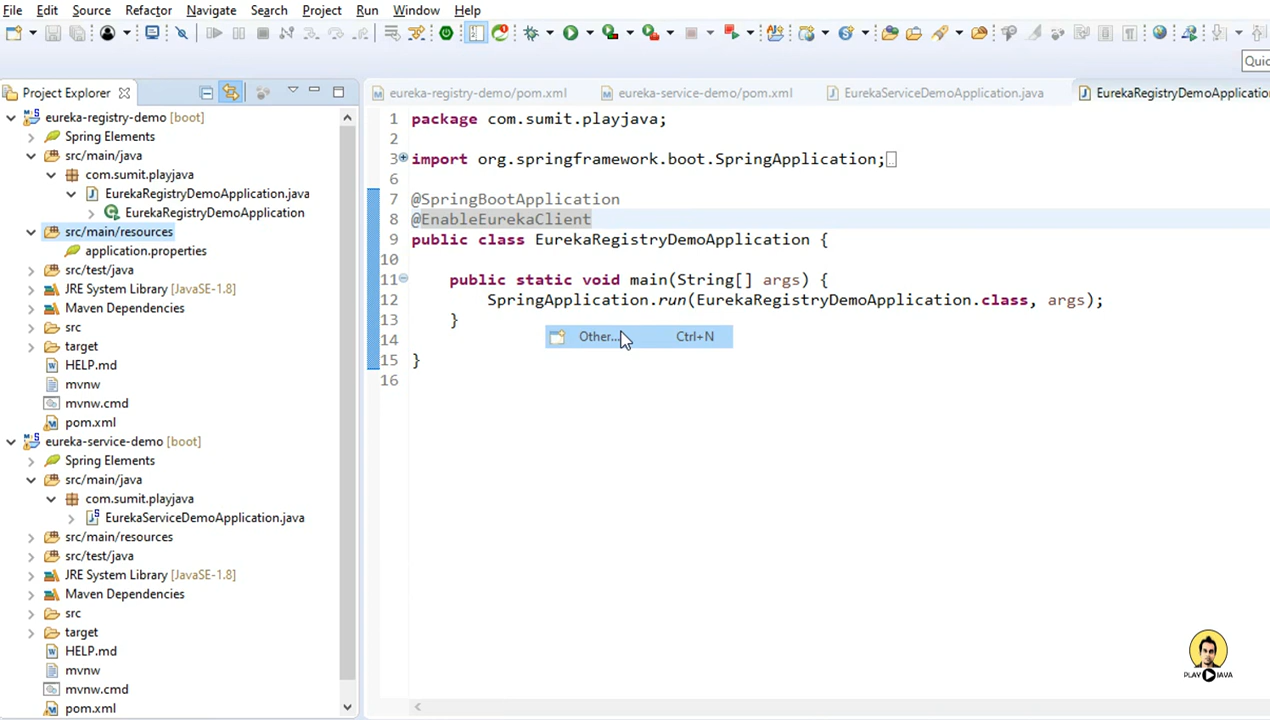 File Edit Source Refactor Navigate Search Project Run Window Help
Quic
Project Explorer
eureka-registry-demo/pom.xml eureka-service-demo/pom.xml EurekaServiceDemoApplication.java EurekaRegistryDemoApplication
eureka-registry-demo [boot]
Spring Elements
src/main/java
com.sumit.playjava
EurekaRegistryDemoApplication.java
EurekaRegistryDemoApplication
src/main/resources
application.properties
src/test/java
JRE System Library [JavaSE-1.8]
Maven Dependencies
src
target
HELP.md
mvnw
mvnw.cmd
pom.xml
eureka-service-demo [boot]
Spring Elements
src/main/java
com.sumit.playjava
EurekaServiceDemoApplication.java
src/main/resources
src/test/java
JRE System Library [JavaSE-1.8]
Maven Dependencies
src
target
HELP.md
mvnw
mvnw.cmd
pom.xml
1 package com.sumit.playjava;
2
3 import org.springframework.boot.SpringApplication;
6
7 @SpringBootApplication
8 @EnableEurekaClient
9 public class EurekaRegistryDemoApplication {
10
11 public static void main(String[] args) {
12 SpringApplication.run(EurekaRegistryDemoApplication.class, args);
13 }
14
15 }
16
Other... Ctrl+N
PLAY JAVA